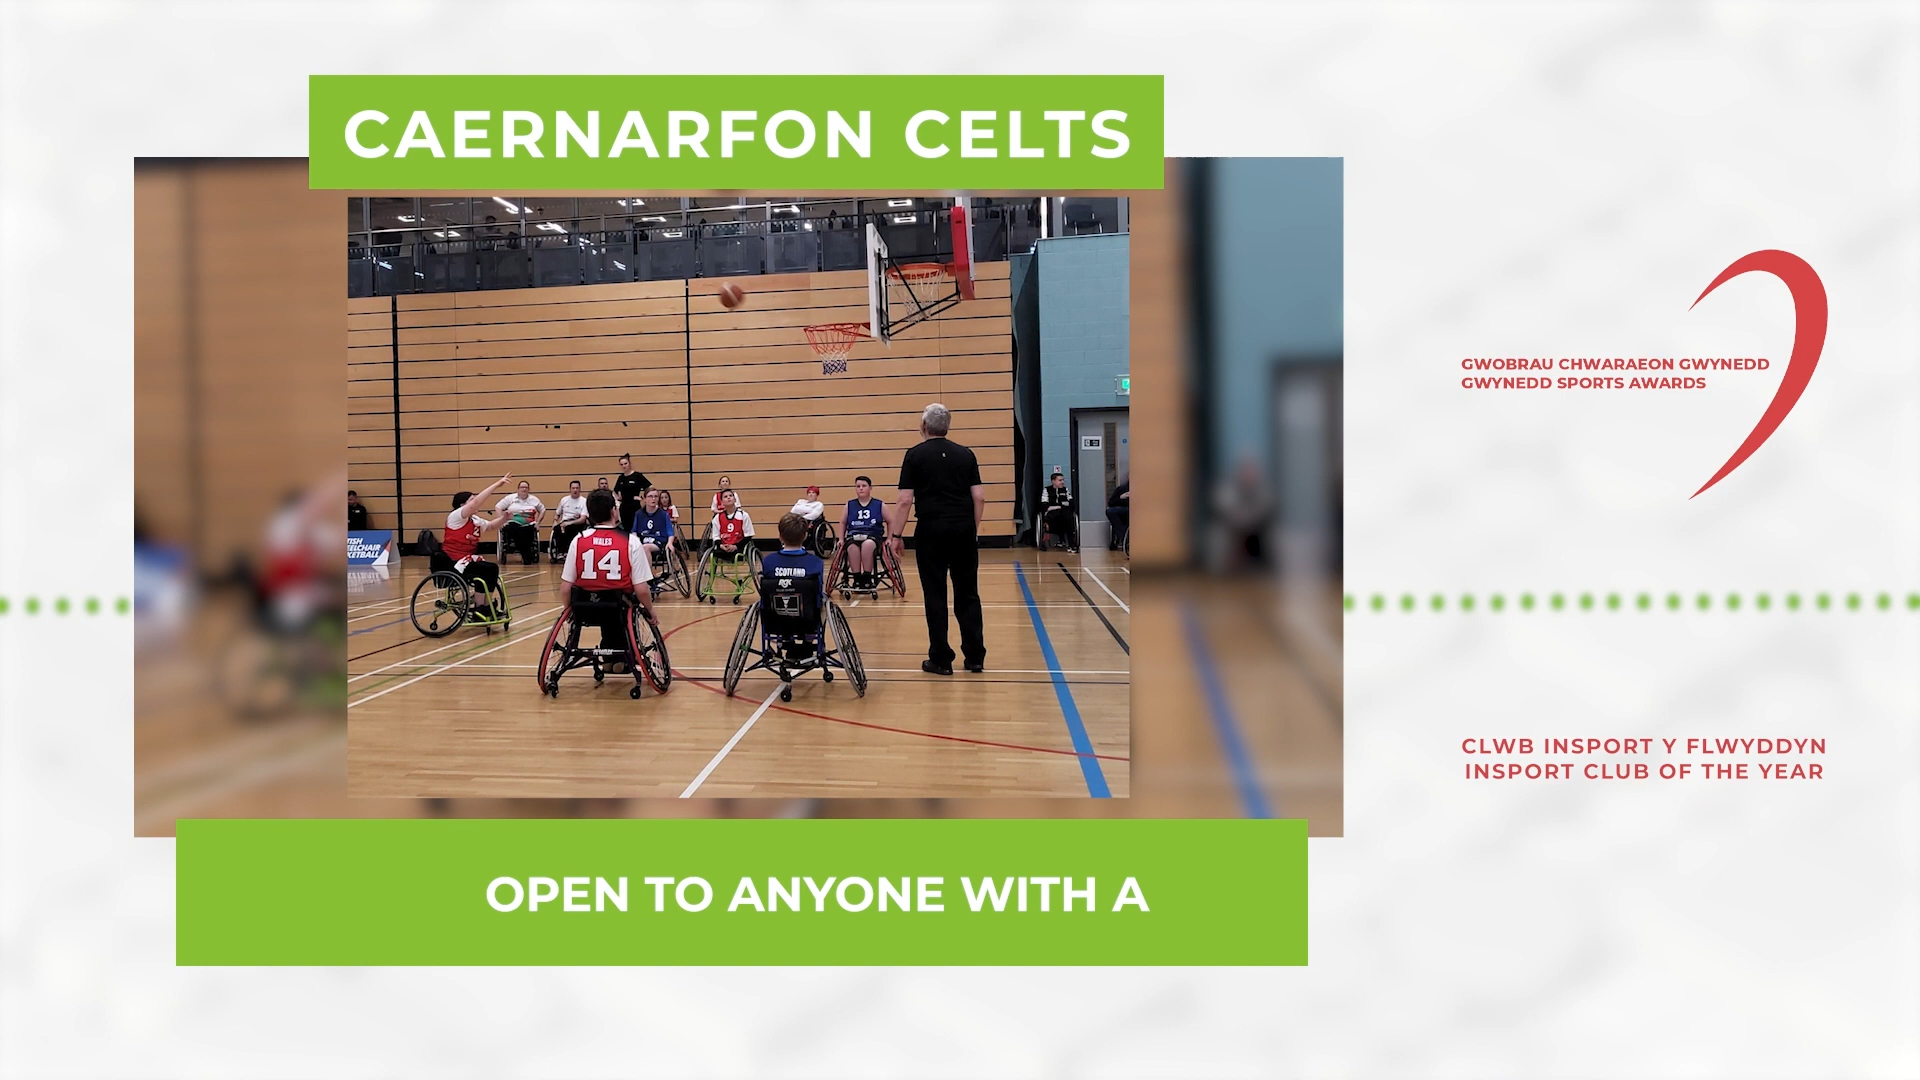 CAERNARFON CELTS
GWOBRAU CHWARAEON GWYNEDD
GWYNEDD SPORTS AWARDS
6
9
13
WALES
14
SCOTLAND
CLWB INSPORT Y FLWYDDYN
INSPORT CLUB OF THE YEAR
OPEN TO ANYONE WITH A